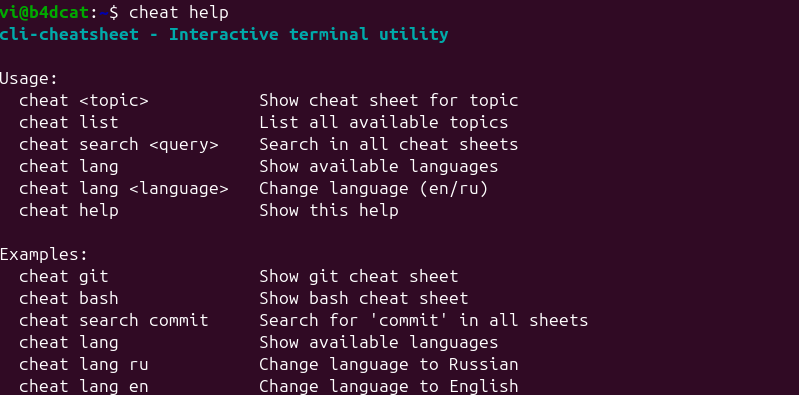 vi@b4dcat:~$ cheat help
cli-cheatsheet - Interactive terminal utility
Usage:
  cheat <topic>           Show cheat sheet for topic
  cheat list              List all available topics
  cheat search <query>    Search in all cheat sheets
  cheat lang              Show available languages
  cheat lang <language>   Change language (en/ru)
  cheat help              Show this help
Examples:
  cheat git               Show git cheat sheet
  cheat bash              Show bash cheat sheet
  cheat search commit     Search for 'commit' in all sheets
  cheat lang              Show available languages
  cheat lang ru           Change language to Russian
  cheat lang en           Change language to English